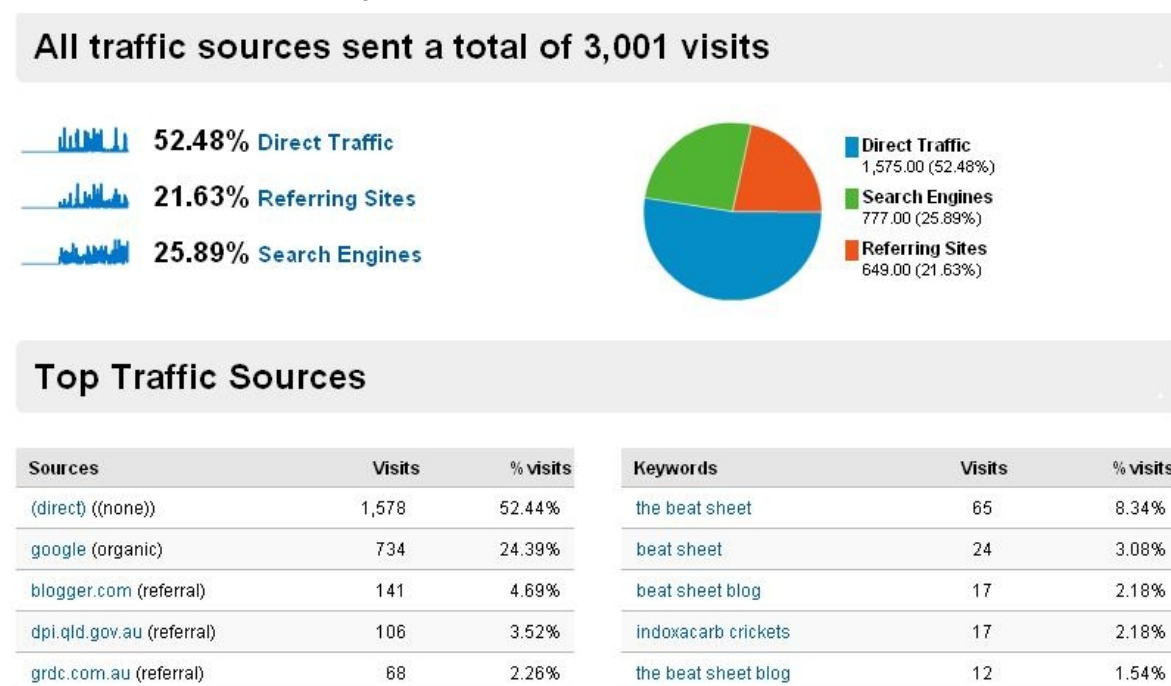 All traffic sources sent a total of 3,001 visits
52.48% Direct Traffic
21.63% Referring Sites
25.89% Search Engines
Direct Traffic
1,575.00 (52.48%)
Search Engines
777.00 (25.89%)
Referring Sites
649.00 (21.63%)
Top Traffic Sources
Sources Visits % visits
(direct) ((none)) 1,578 52.44%
google (organic) 734 24.39%
blogger.com (referral) 141 4.69%
dpi.qld.gov.au (referral) 106 3.52%
grdc.com.au (referral) 68 2.26%
Keywords Visits % visits
the beat sheet 65 8.34%
beat sheet 24 3.08%
beat sheet blog 17 2.18%
indoxacarb crickets 17 2.18%
the beat sheet blog 12 1.54%